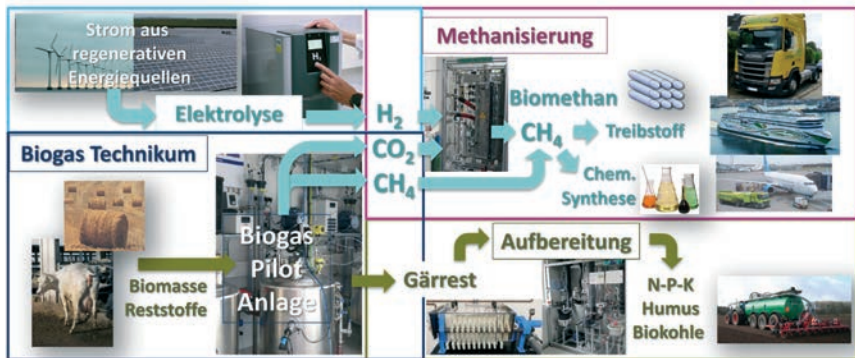 Strom aus
regenerativen
Energiequellen
H₂
Elektrolyse
H₂
CO₂
CH₄
Methanisierung
Biomethan
CH₄
Treibstoff
Chem.
Synthese
Biogas Technikum
Biomasse
Reststoffe
Biogas
Pilot
Anlage
Gärrest
Aufbereitung
N-P-K
Humus
Biokohle